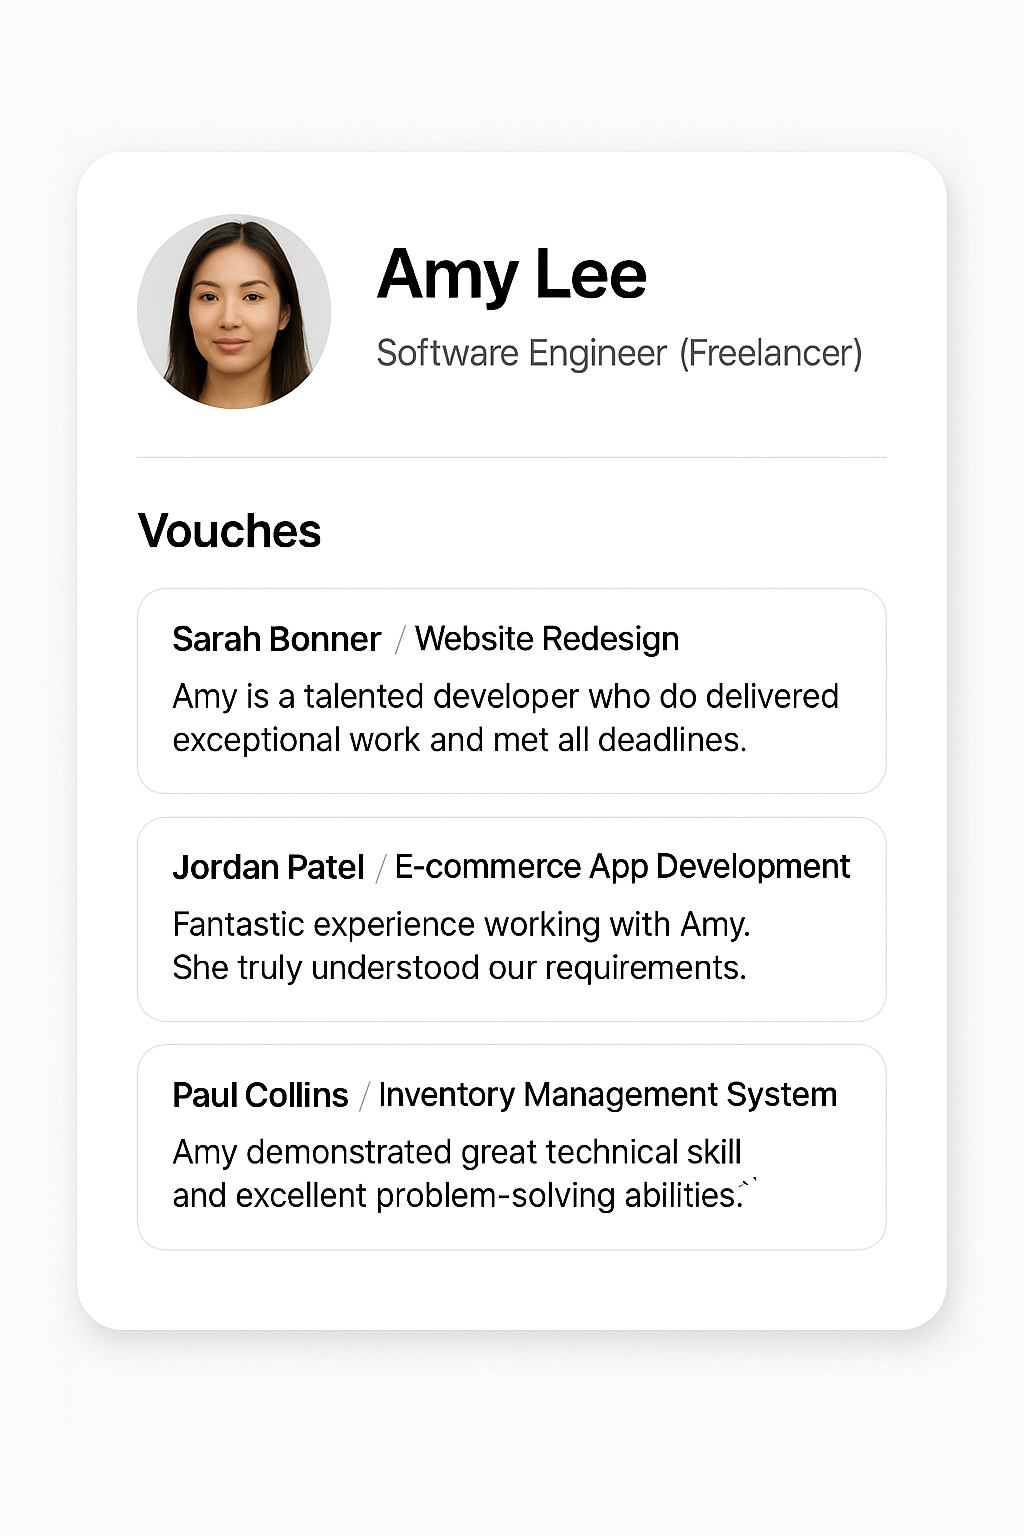 Amy Lee
Software Engineer (Freelancer)
Vouches
Sarah Bonner / Website Redesign
Amy is a talented developer who do delivered
exceptional work and met all deadlines.
Jordan Patel / E-commerce App Development
Fantastic experience working with Amy.
She truly understood our requirements.
Paul Collins / Inventory Management System
Amy demonstrated great technical skill
and excellent problem-solving abilities.